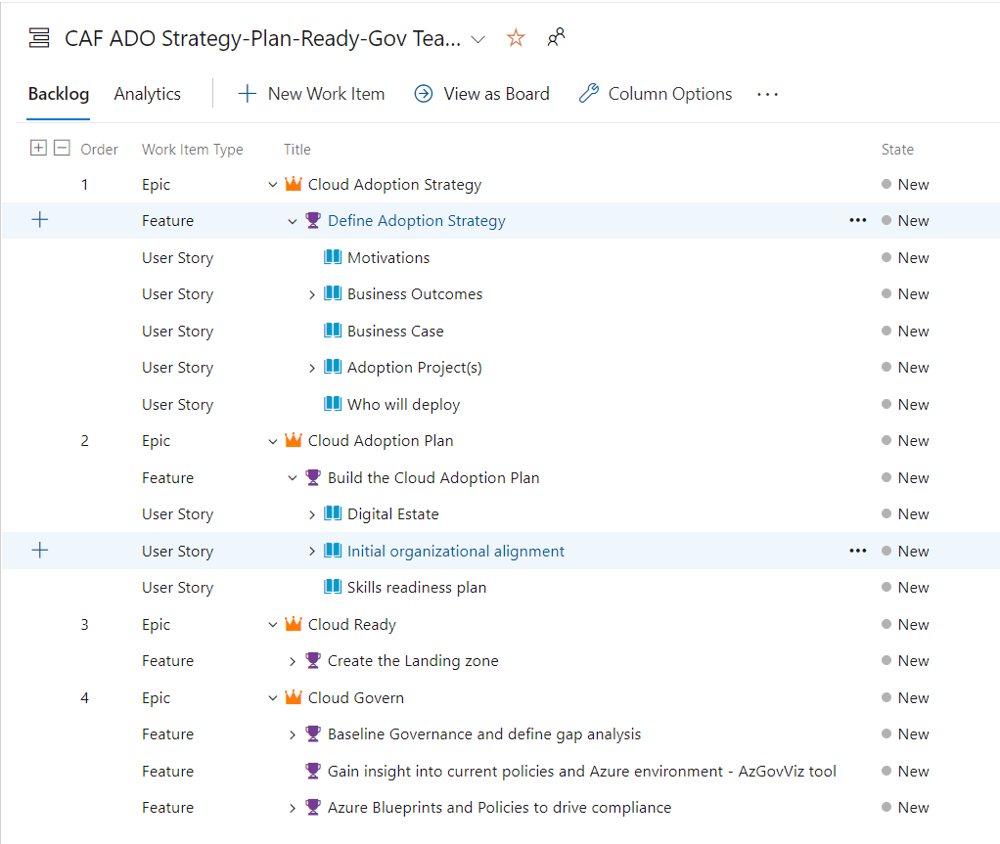 CAF ADO Strategy-Plan-Ready-Gov Tea...
Backlog Analytics New Work Item View as Board Column Options
Order Work Item Type Title State
1 Epic Cloud Adoption Strategy New
Feature Define Adoption Strategy New
User Story Motivations New
User Story Business Outcomes New
User Story Business Case New
User Story Adoption Project(s) New
User Story Who will deploy New
2 Epic Cloud Adoption Plan New
Feature Build the Cloud Adoption Plan New
User Story Digital Estate New
User Story Initial organizational alignment New
User Story Skills readiness plan New
3 Epic Cloud Ready New
Feature Create the Landing zone New
4 Epic Cloud Govern New
Feature Baseline Governance and define gap analysis New
Feature Gain insight into current policies and Azure environment - AzGovViz tool New
Feature Azure Blueprints and Policies to drive compliance New